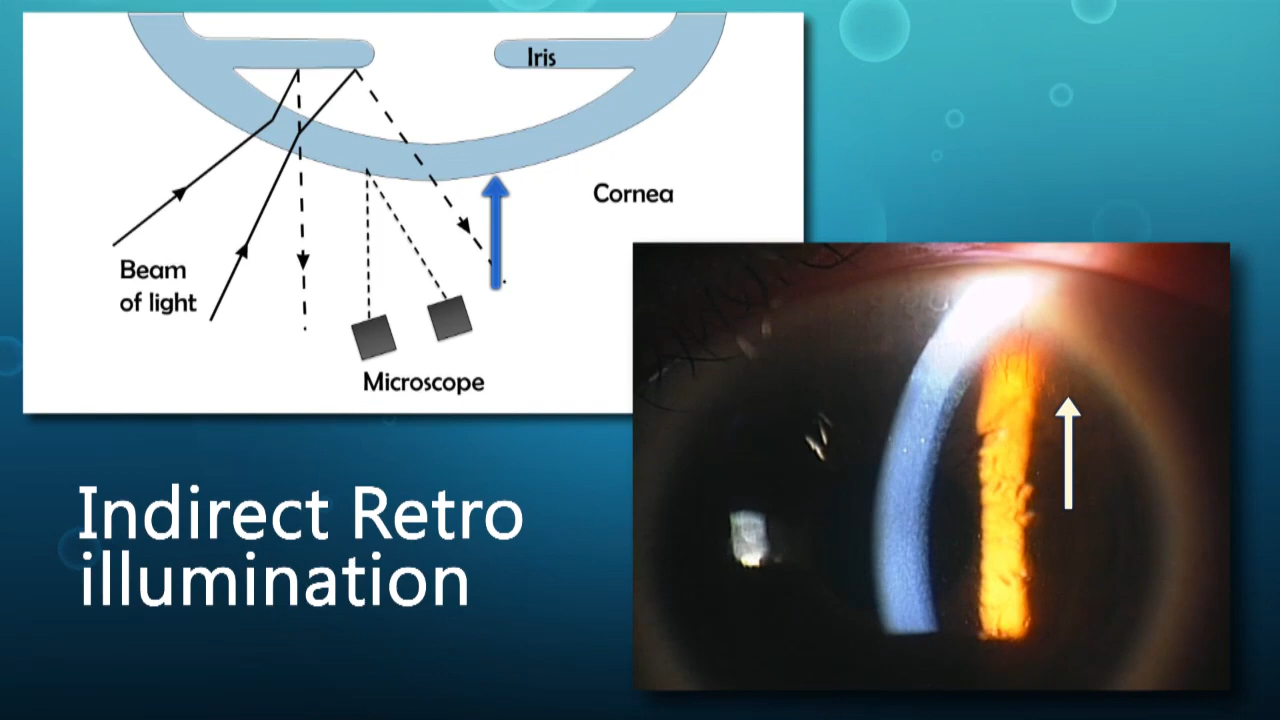 Iris
Cornea
Beam
of light
Microscope
Indirect Retro
illumination